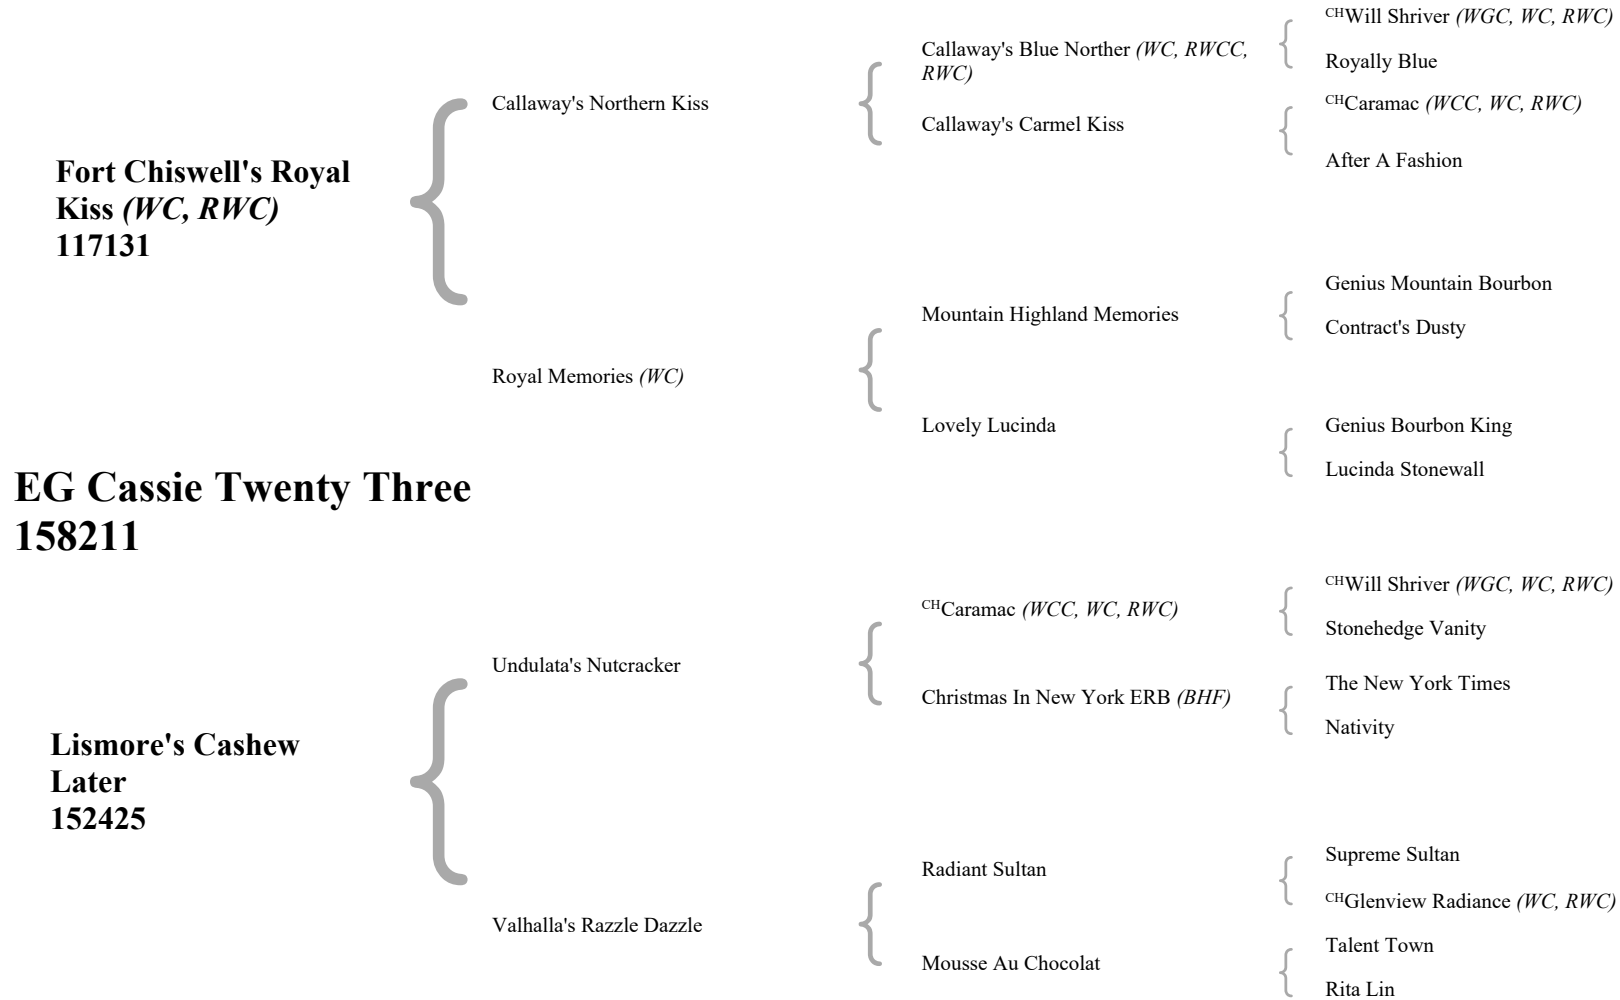 CHWill Shriver (WGC, WC, RWC)
Callaway's Blue Norther (WC, RWCC,
RWC)
Royally Blue
Callaway's Northern Kiss
CHCaramac (WCC, WC, RWC)
Callaway's Carmel Kiss
After A Fashion
Fort Chiswell's Royal
Kiss (WC, RWC)
117131
Genius Mountain Bourbon
Mountain Highland Memories
Contract's Dusty
Royal Memories (WC)
Lovely Lucinda
Genius Bourbon King
Lucinda Stonewall
EG Cassie Twenty Three
158211
CHWill Shriver (WGC, WC, RWC)
CHCaramac (WCC, WC, RWC)
Stonehedge Vanity
Undulata's Nutcracker
The New York Times
Christmas In New York ERB (BHF)
Nativity
Lismore's Cashew
Later
152425
Supreme Sultan
Radiant Sultan
CHGlenview Radiance (WC, RWC)
Valhalla's Razzle Dazzle
Talent Town
Mousse Au Chocolat
Rita Lin